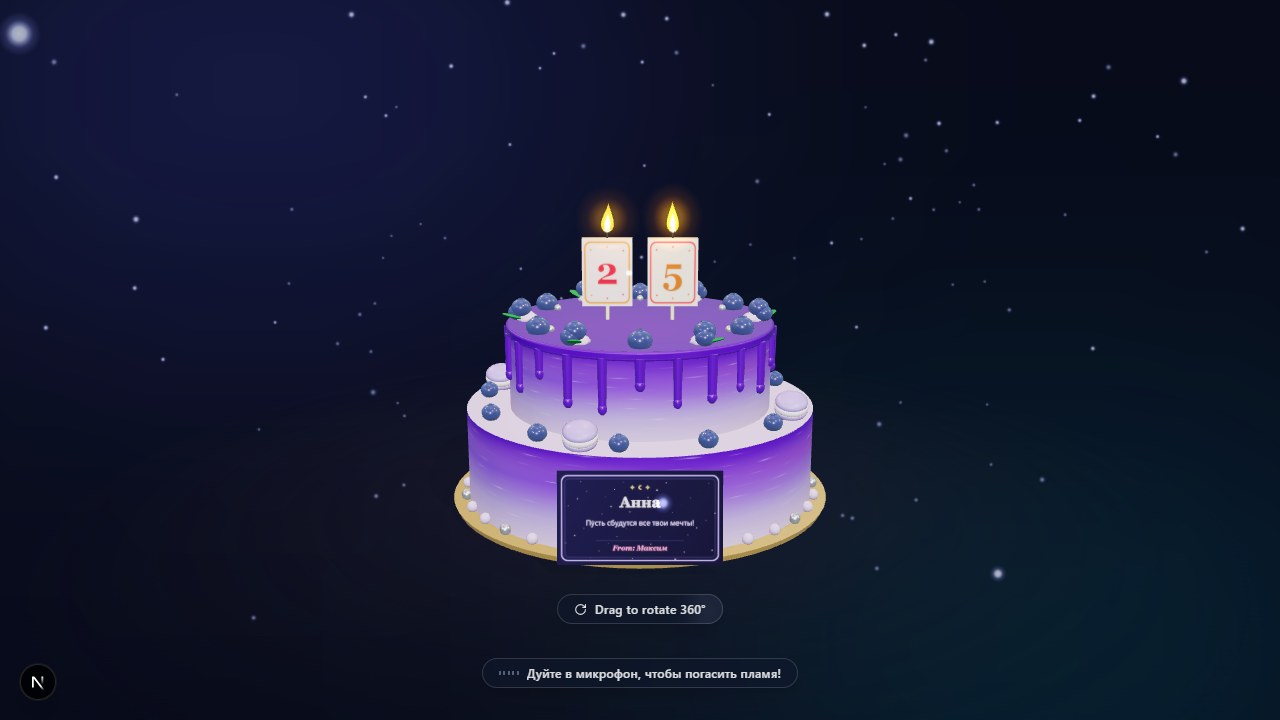 2 5
Анна
Пусть сбудутся все твои мечты!
From: Максим
Drag to rotate 360°
Дуйте в микрофон, чтобы погасить пламя!
N